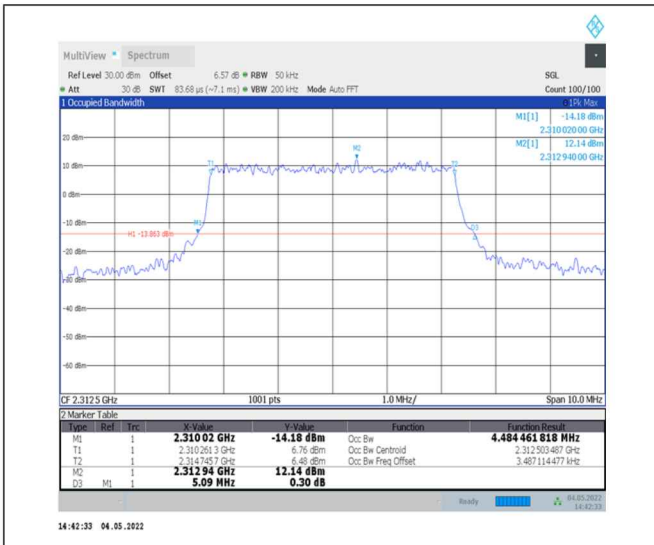 MultiView Spectrum
Ref Level 30.00 dBm Offset 6.57 dB RBW 50 kHz SGL
Att 30 dB SWT 83.68 µs (~7.1 ms) VBW 200 kHz Mode Auto FFT Count 100/100
1 Occupied Bandwidth 1Pk Max
M1[1] -14.18 dBm
2.310 020 00 GHz
M2[1] 12.14 dBm
2.312 940 00 GHz
20 dBm
M2
T1 T2
10 dBm
0 dBm
-10 dBm
M1 D3
H1 -13.863 dBm
-20 dBm
-30 dBm
-40 dBm
-50 dBm
-60 dBm
CF 2.312 5 GHz 1001 pts 1.0 MHz/ Span 10.0 MHz
2 Marker Table
Type Ref Trc X-Value Y-Value Function Function Result
M1 1 2.310 02 GHz -14.18 dBm Occ Bw 4.484 461 818 MHz
T1 1 2.310 261 3 GHz 6.76 dBm Occ Bw Centroid 2.312 503 487 GHz
T2 1 2.314 745 7 GHz 6.48 dBm Occ Bw Freq Offset 3.487 114 477 kHz
M2 1 2.312 94 GHz 12.14 dBm
D3 M1 1 5.09 MHz 0.30 dB
Ready 04.05.2022
14:42:33
14:42:33 04.05.2022